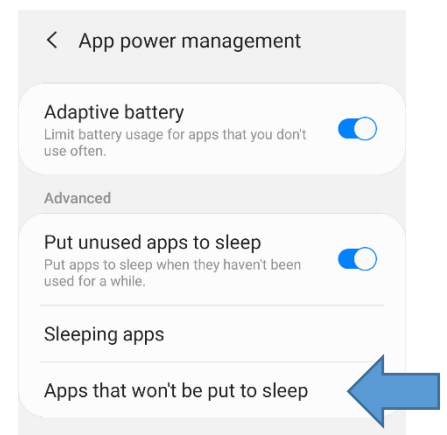 App power management
Adaptive battery
Limit battery usage for apps that you don't
use often.
Advanced
Put unused apps to sleep
Put apps to sleep when they haven't been
used for a while.
Sleeping apps
Apps that won't be put to sleep